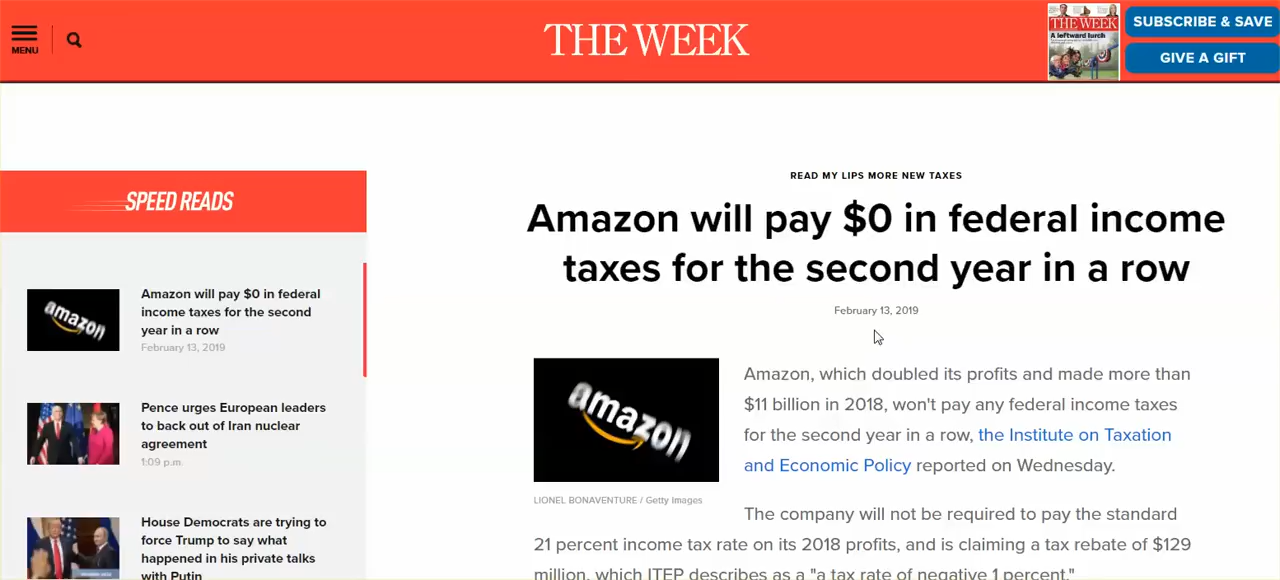 MENU
THE WEEK
THE WEEK
A leftward lurch
SUBSCRIBE & SAVE
GIVE A GIFT
SPEED READS
amazon
Amazon will pay $0 in federal
income taxes for the second
year in a row
February 13, 2019
Pence urges European leaders
to back out of Iran nuclear
agreement
1:09 p.m.
House Democrats are trying to
force Trump to say what
happened in his private talks
with Putin
READ MY LIPS MORE NEW TAXES
Amazon will pay $0 in federal income
taxes for the second year in a row
February 13, 2019
amazon
LIONEL BONAVENTURE / Getty Images
Amazon, which doubled its profits and made more than
$11 billion in 2018, won't pay any federal income taxes
for the second year in a row, the Institute on Taxation
and Economic Policy reported on Wednesday.
The company will not be required to pay the standard
21 percent income tax rate on its 2018 profits, and is claiming a tax rebate of $129
million, which ITEP describes as a "a tax rate of negative 1 percent."